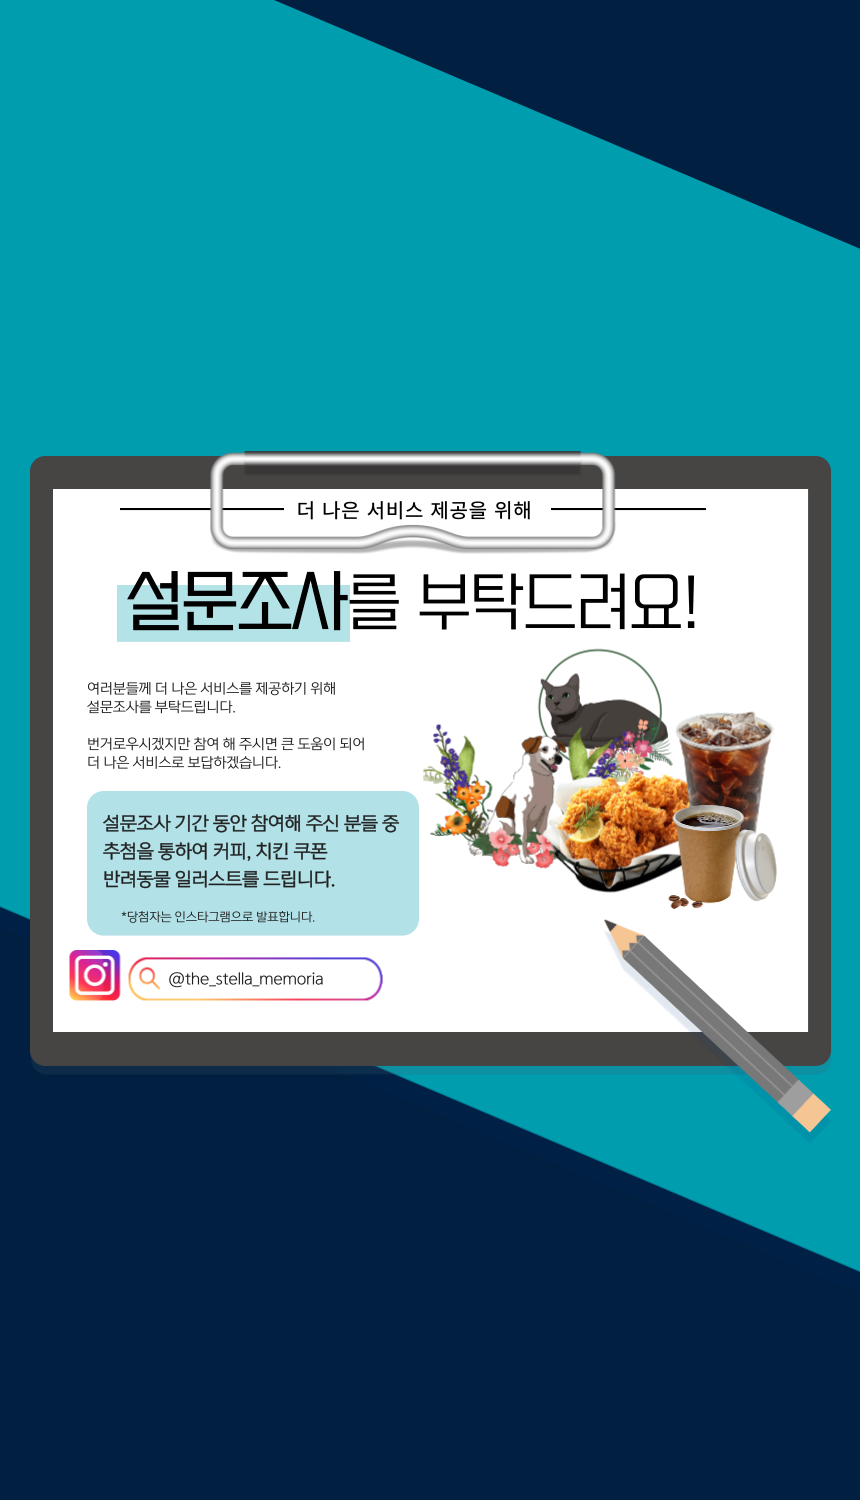 더 나은 서비스 제공을 위해
설문조사를 부탁드려요!
여러분들께 더 나은 서비스를 제공하기 위해
설문조사를 부탁드립니다.
번거로우시겠지만 참여 해 주시면 큰 도움이 되어
더 나은 서비스로 보답하겠습니다.
설문조사 기간 동안 참여해 주신 분들 중
추첨을 통하여 커피, 치킨 쿠폰
반려동물 일러스트를 드립니다.
*당첨자는 인스타그램으로 발표합니다.
@the_stella_memoria